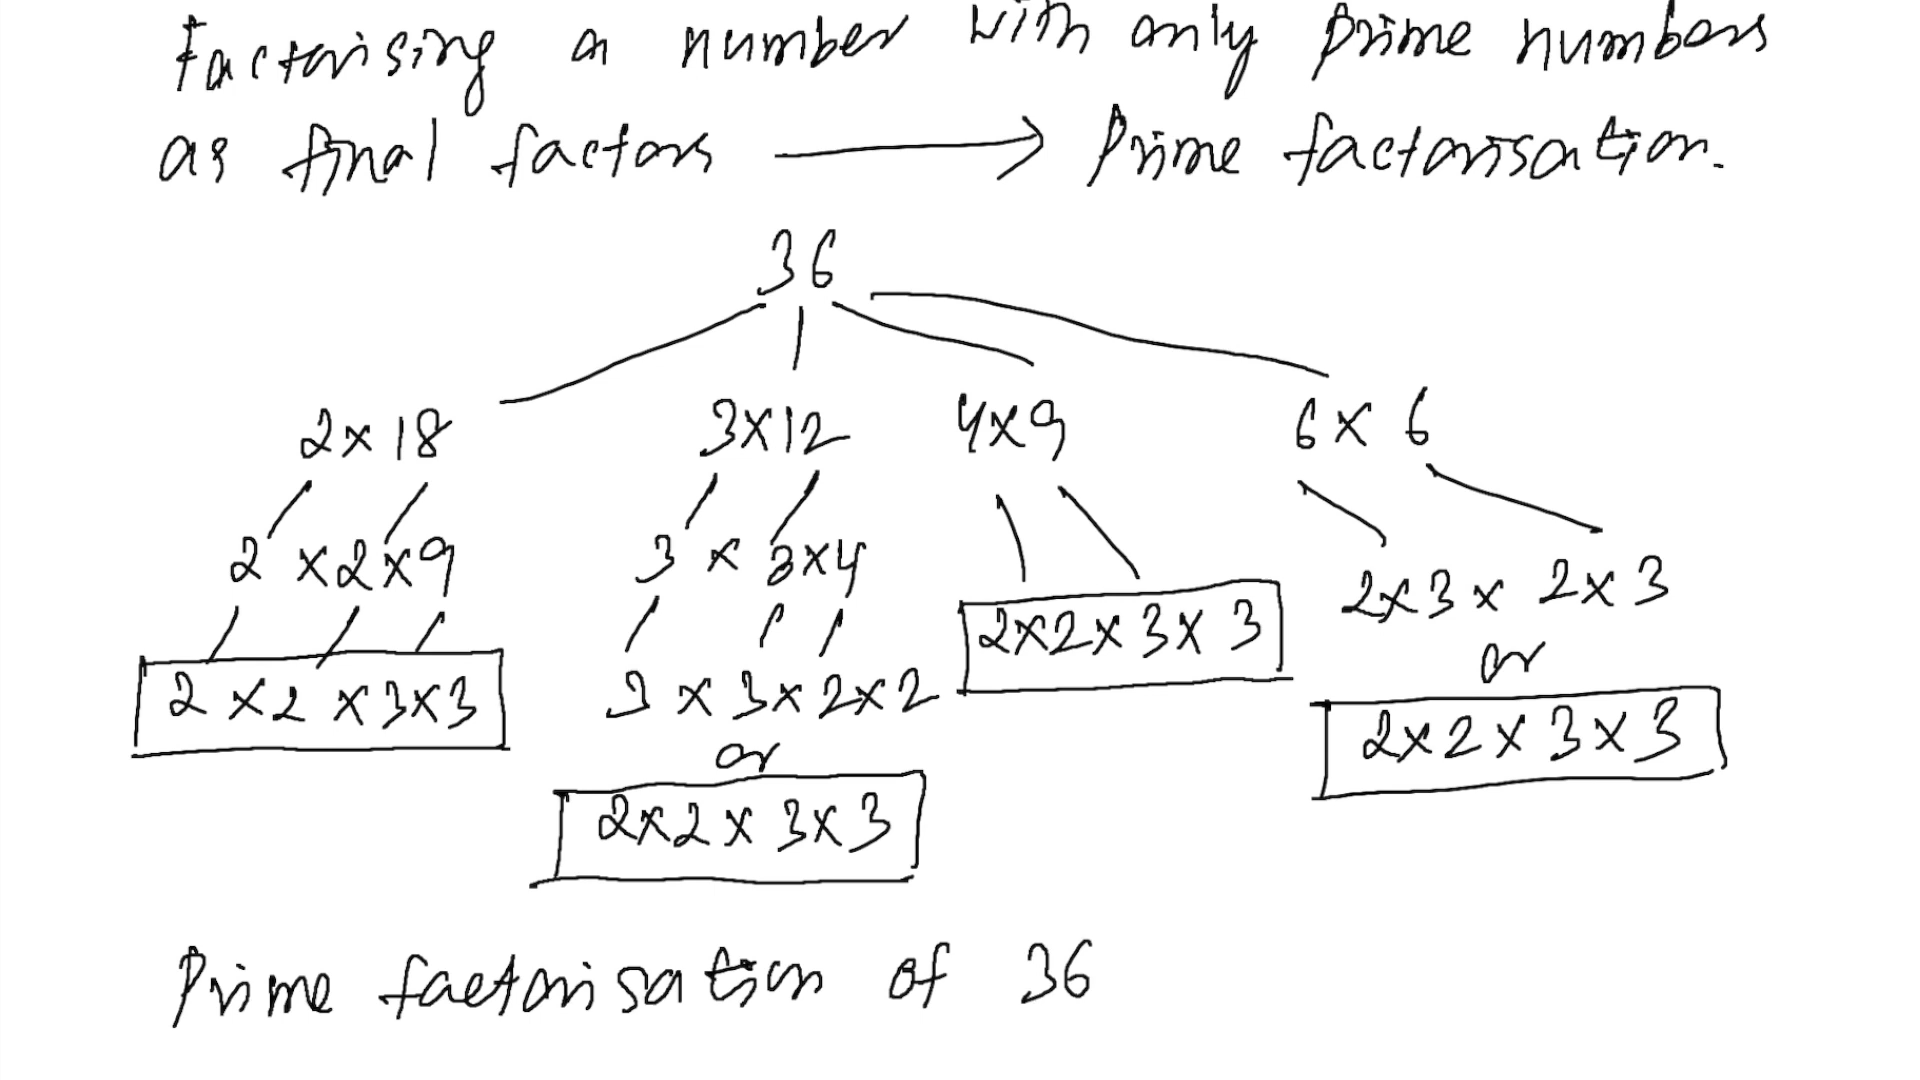 Factorising a number with only prime numbers
as final factors → Prime factorisation.
36
2×18 3×12 4×9 6×6
2×2×9 3×3×4 2×2×3×3 2×3×2×3
2×2×3×3 3×3×2×2 or
or 2×2×3×3
2×2×3×3
Prime factorisation of 36